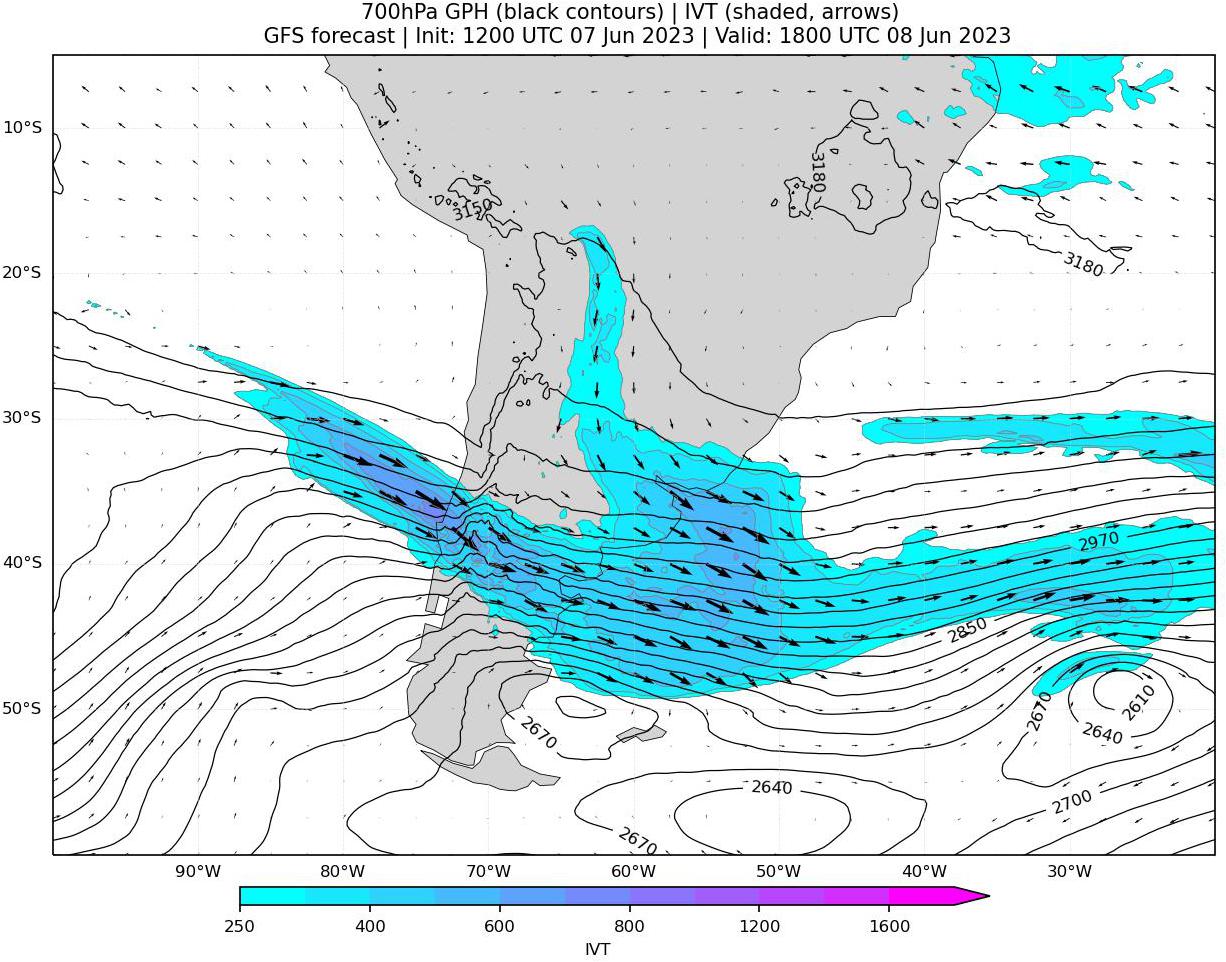 700hPa GPH (black contours) | IVT (shaded, arrows)
GFS forecast | Init: 1200 UTC 07 Jun 2023 | Valid: 1800 UTC 08 Jun 2023
10°S
3180
3150
3180
20°S
30°S
2970
40°S
2850
50°S
2670
2670
2610
2640
2640
2700
2670
90°W 80°W 70°W 60°W 50°W 40°W 30°W
250 400 600 800 1200 1600
IVT